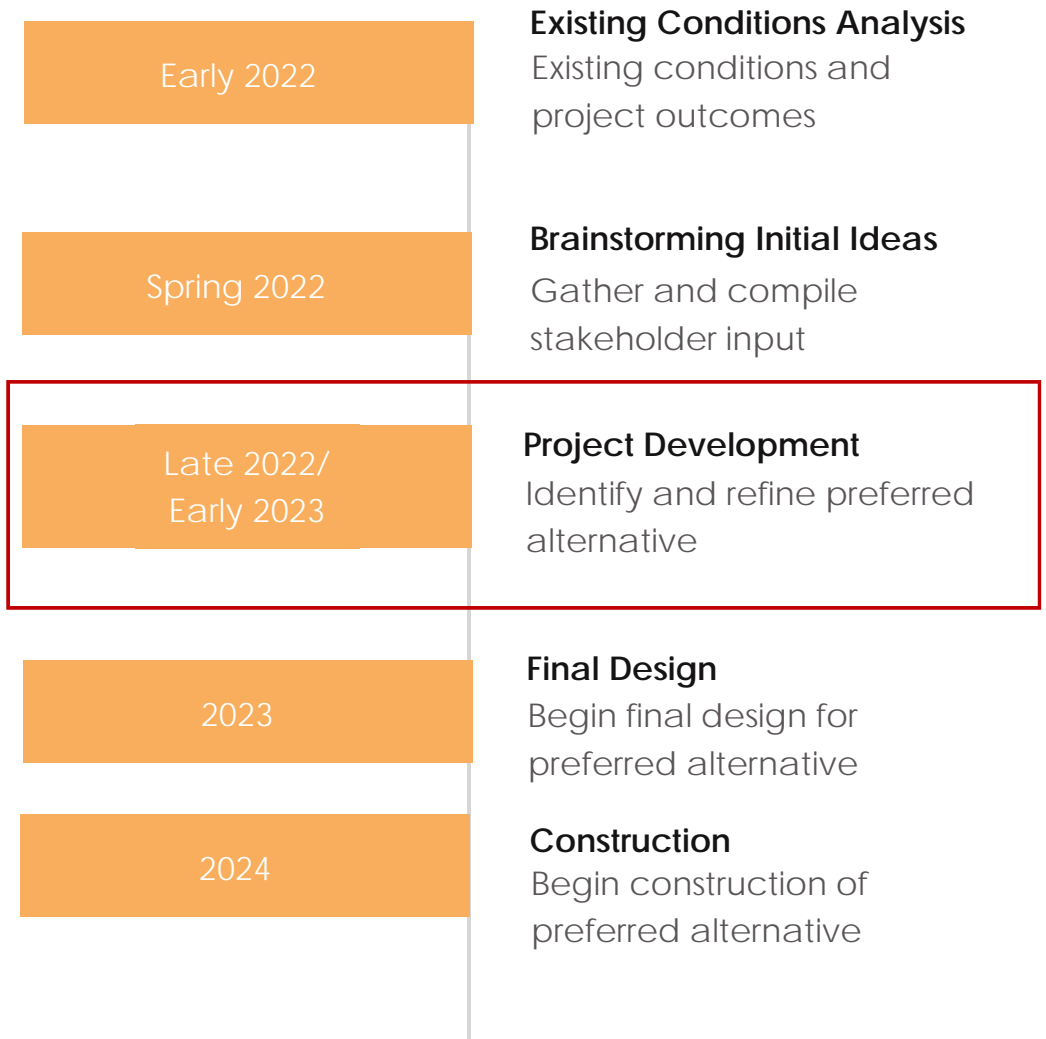 Early 2022
Existing Conditions Analysis
Existing conditions and
project outcomes
Spring 2022
Brainstorming Initial Ideas
Gather and compile
stakeholder input
Late 2022/
Early 2023
Project Development
Identify and refine preferred
alternative
2023
Final Design
Begin final design for
preferred alternative
2024
Construction
Begin construction of
preferred alternative